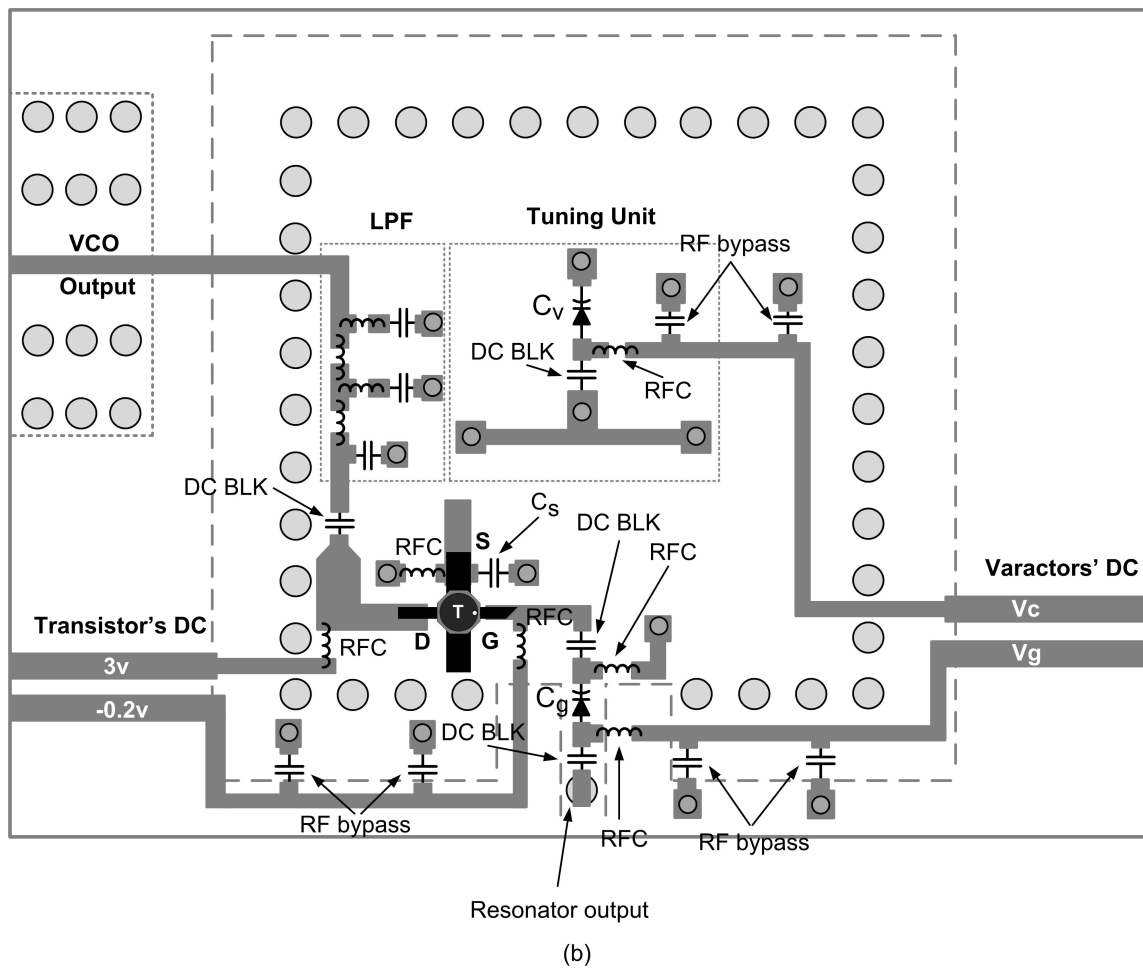 Tuning Unit
LPF
VCO
RF bypass
Output
Cv
DC BLK
RFC
DC BLK
Cs
DC BLK
RFC
S
RFC
Varactors' DC
T
Vc
Transistor's DC
D
G
RFC
RFC
3v
Vg
-0.2v
Cg
DC BLK
RF bypass
RFC
RF bypass
Resonator output
(b)